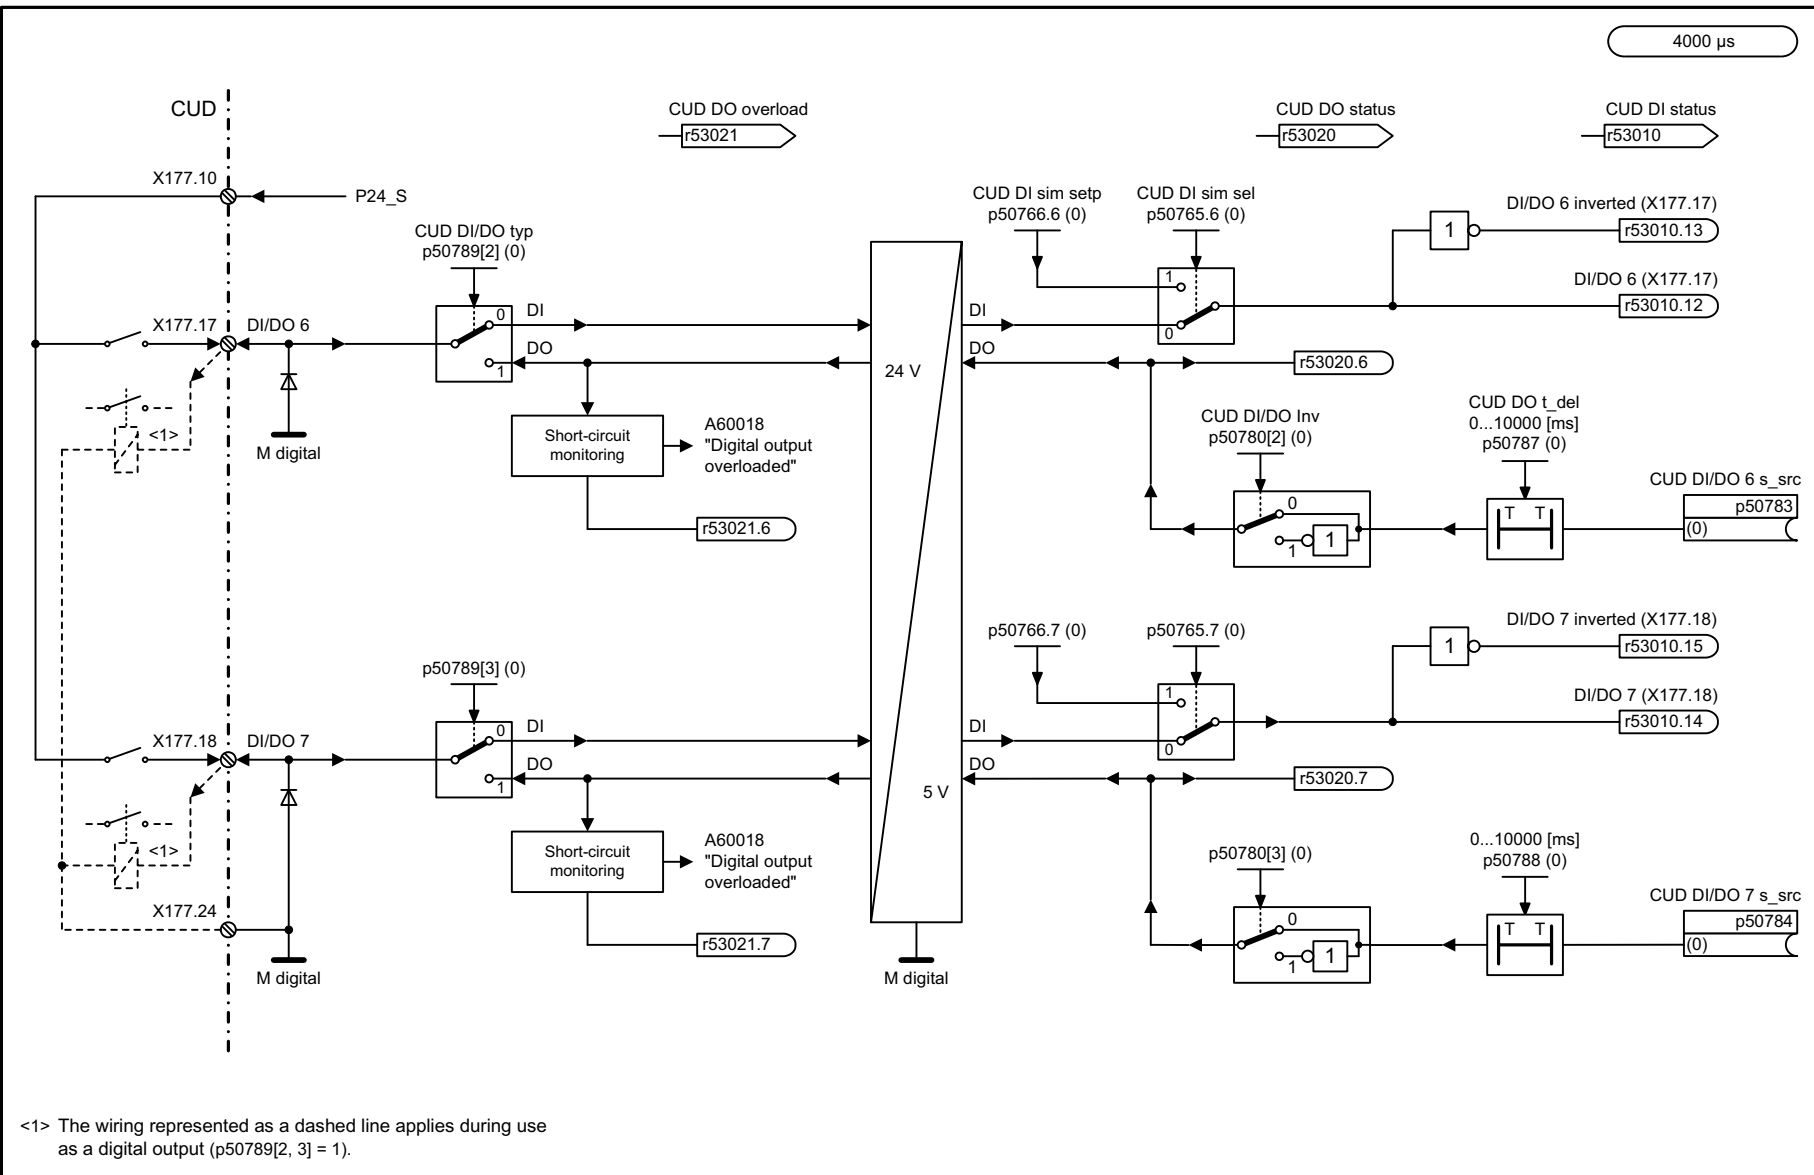 4000 µs
CUD
CUD DO overload
r53021
CUD DO status
r53020
CUD DI status
r53010
X177.10
P24_S
CUD DI/DO typ
p50789[2] (0)
CUD DI sim setp
p50766.6 (0)
CUD DI sim sel
p50765.6 (0)
DI/DO 6 inverted (X177.17)
1
r53010.13
DI/DO 6 (X177.17)
r53010.12
X177.17
DI/DO 6
0
1
DI
DO
24 V
DI
DO
1
0
r53020.6
<1>
M digital
Short-circuit
monitoring
A60018
"Digital output
overloaded"
r53021.6
CUD DI/DO Inv
p50780[2] (0)
0
1
1
CUD DO t_del
0...10000 [ms]
p50787 (0)
T T
CUD DI/DO 6 s_src
p50783
(0)
p50789[3] (0)
p50766.7 (0)
p50765.7 (0)
DI/DO 7 inverted (X177.18)
1
r53010.15
DI/DO 7 (X177.18)
r53010.14
X177.18
DI/DO 7
0
1
DI
DO
5 V
DI
DO
1
0
r53020.7
<1>
X177.24
M digital
Short-circuit
monitoring
A60018
"Digital output
overloaded"
r53021.7
M digital
p50780[3] (0)
0
1
1
0...10000 [ms]
p50788 (0)
T T
CUD DI/DO 7 s_src
p50784
(0)
<1> The wiring represented as a dashed line applies during use
as a digital output (p50789[2, 3] = 1).